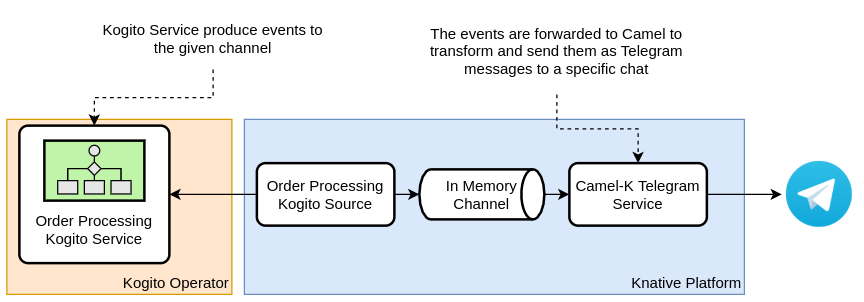 Kogito Service produce events to
the given channel
The events are forwarded to Camel to
transform and send them as Telegram
messages to a specific chat
Order Processing
Kogito Service
Kogito Operator
Order Processing
Kogito Source
In Memory
Channel
Camel-K Telegram
Service
Knative Platform